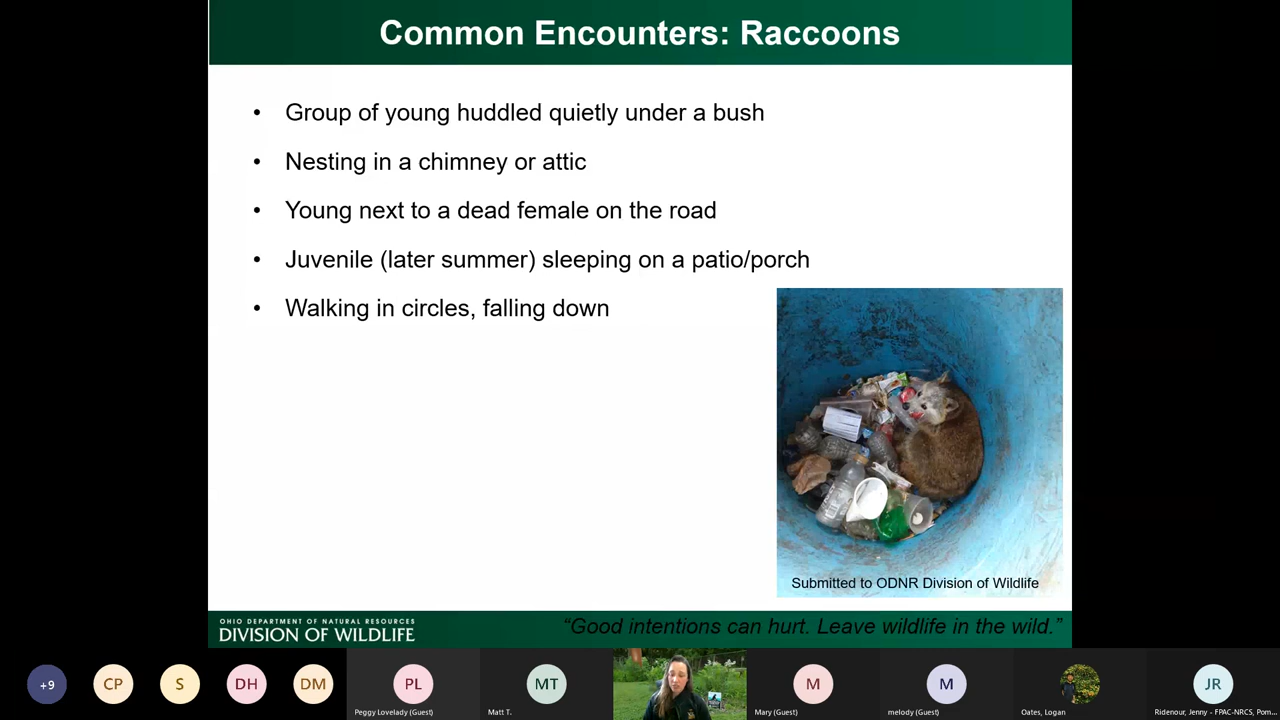 Common Encounters: Raccoons
• Group of young huddled quietly under a bush
• Nesting in a chimney or attic
• Young next to a dead female on the road
• Juvenile (later summer) sleeping on a patio/porch
• Walking in circles, falling down
Submitted to ODNR Division of Wildlife
OHIO DEPARTMENT OF NATURAL RESOURCES
DIVISION OF WILDLIFE
“Good intentions can hurt. Leave wildlife in the wild.”
+9
CP
S
DH
DM
PL
MT
M
M
JR
Peggy Lovelady (Guest)
Matt T.
Mary (Guest)
melody (Guest)
Oates, Logan
Ridenour, Jenny - FPAC-NRCS, Pom...